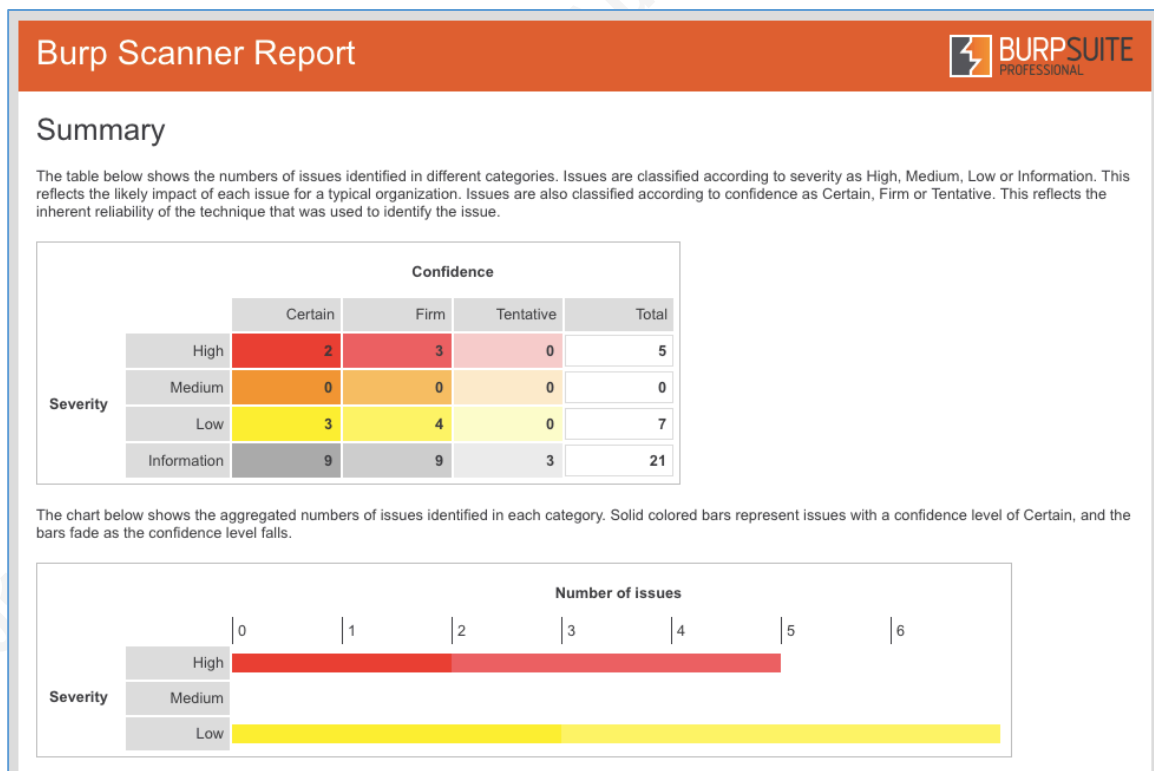 Burp Scanner Report
BURPSUITE
PROFESSIONAL
Summary
The table below shows the numbers of issues identified in different categories. Issues are classified according to severity as High, Medium, Low or Information. This
reflects the likely impact of each issue for a typical organization. Issues are also classified according to confidence as Certain, Firm or Tentative. This reflects the
inherent reliability of the technique that was used to identify the issue.
Confidence
Certain Firm Tentative Total
High 2 3 0 5
Medium 0 0 0 0
Severity
Low 3 4 0 7
Information 9 9 3 21
The chart below shows the aggregated numbers of issues identified in each category. Solid colored bars represent issues with a confidence level of Certain, and the
bars fade as the confidence level falls.
Number of issues
0 1 2 3 4 5 6
High
Severity Medium
Low